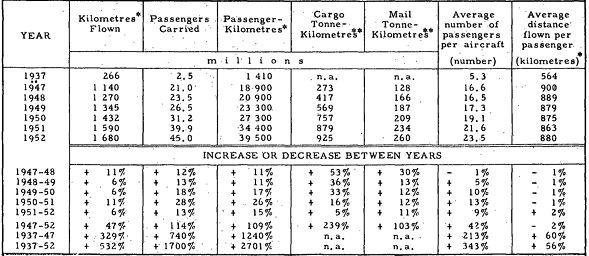 YEAR | Kilometres* Flown | Passengers Carried | Passenger-Kilometres* | Cargo Tonne-Kilometres** | Mail Tonne-Kilometres** | Average number of passengers per aircraft (number) | Average distance flown per passenger (kilometres)*
millions
1937 266 2.5 1 410 n.a. n.a. 5.3 564
1947 1 140 21.0 18 900 273 128 16.6 900
1948 1 270 23.5 20 900 417 166 16.5 889
1949 1 345 26.5 23 300 569 187 17.3 879
1950 1 432 31.2 27 300 757 209 19.1 875
1951 1 590 39.9 34 400 879 234 21.6 863
1952 1 680 45.0 39 500 925 260 23.5 880
INCREASE OR DECREASE BETWEEN YEARS
1947-48 + 11% + 12% + 11% + 53% + 30% - 1% - 1%
1948-49 + 6% + 13% + 11% + 36% + 13% + 5% - 1%
1949-50 + 6% + 18% + 17% + 33% + 12% + 10% - 1%
1950-51 + 11% + 28% + 26% + 16% + 12% + 13% - 1%
1951-52 + 6% + 13% + 15% + 5% + 11% + 9% + 2%
1947-52 + 47% + 114% + 109% + 239% + 103% + 42% - 2%
1937-47 + 329% + 740% + 1240% n.a. n.a. + 213% + 60%
1937-52 + 532% + 1700% + 2701% n.a. n.a. + 343% + 56%